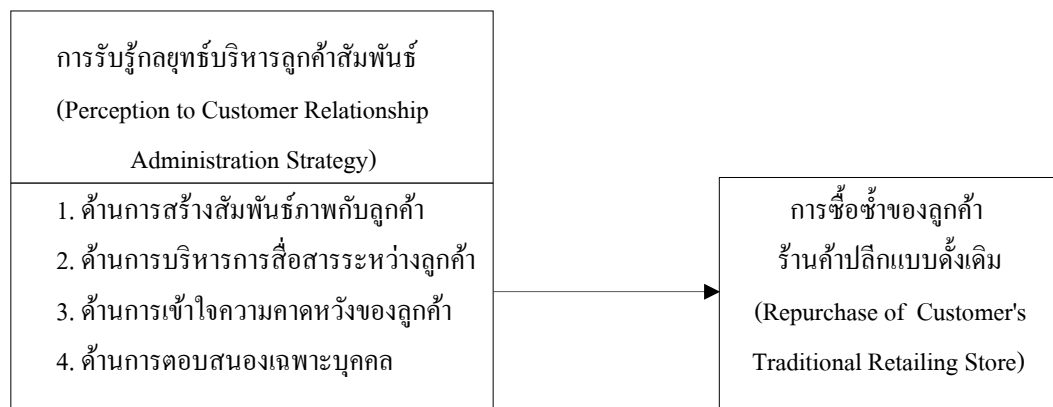 การรับรู้กลยุทธ์บริหารลูกค้าสัมพันธ์
(Perception to Customer Relationship
Administration Strategy)
1. ด้านการสร้างสัมพันธ์ภาพกับลูกค้า
2. ด้านการบริหารการสื่อสารระหว่างลูกค้า
3. ด้านการเข้าใจความคาดหวังของลูกค้า
4. ด้านการตอบสนองเฉพาะบุคคล
การซื้อซ้ำของลูกค้า
ร้านค้าปลีกแบบดั้งเดิม
(Repurchase of Customer's
Traditional Retailing Store)